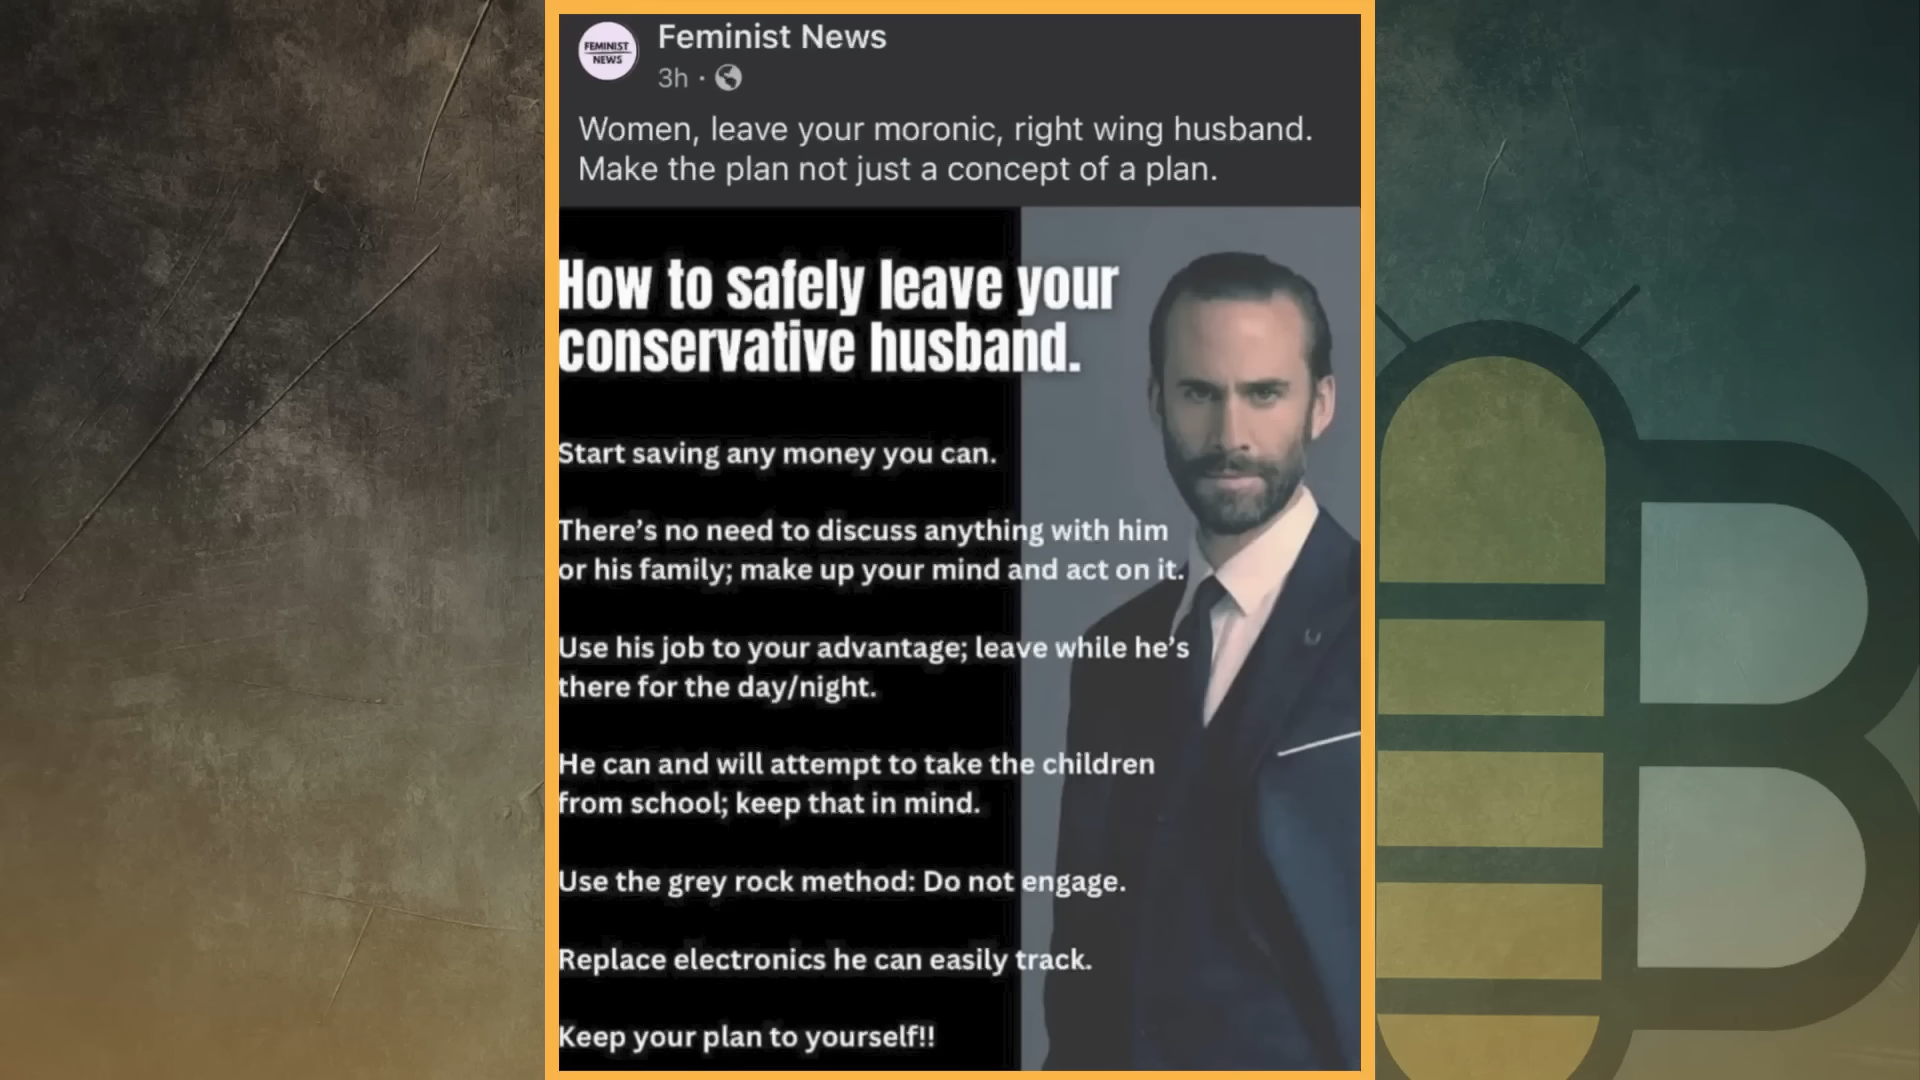 FEMINIST
NEWS
Feminist News
3h ·
Women, leave your moronic, right wing husband.
Make the plan not just a concept of a plan.
How to safely leave your
conservative husband.
Start saving any money you can.
There's no need to discuss anything with him
or his family; make up your mind and act on it.
Use his job to your advantage; leave while he's
there for the day/night.
He can and will attempt to take the children
from school; keep that in mind.
Use the grey rock method: Do not engage.
Replace electronics he can easily track.
Keep your plan to yourself!!